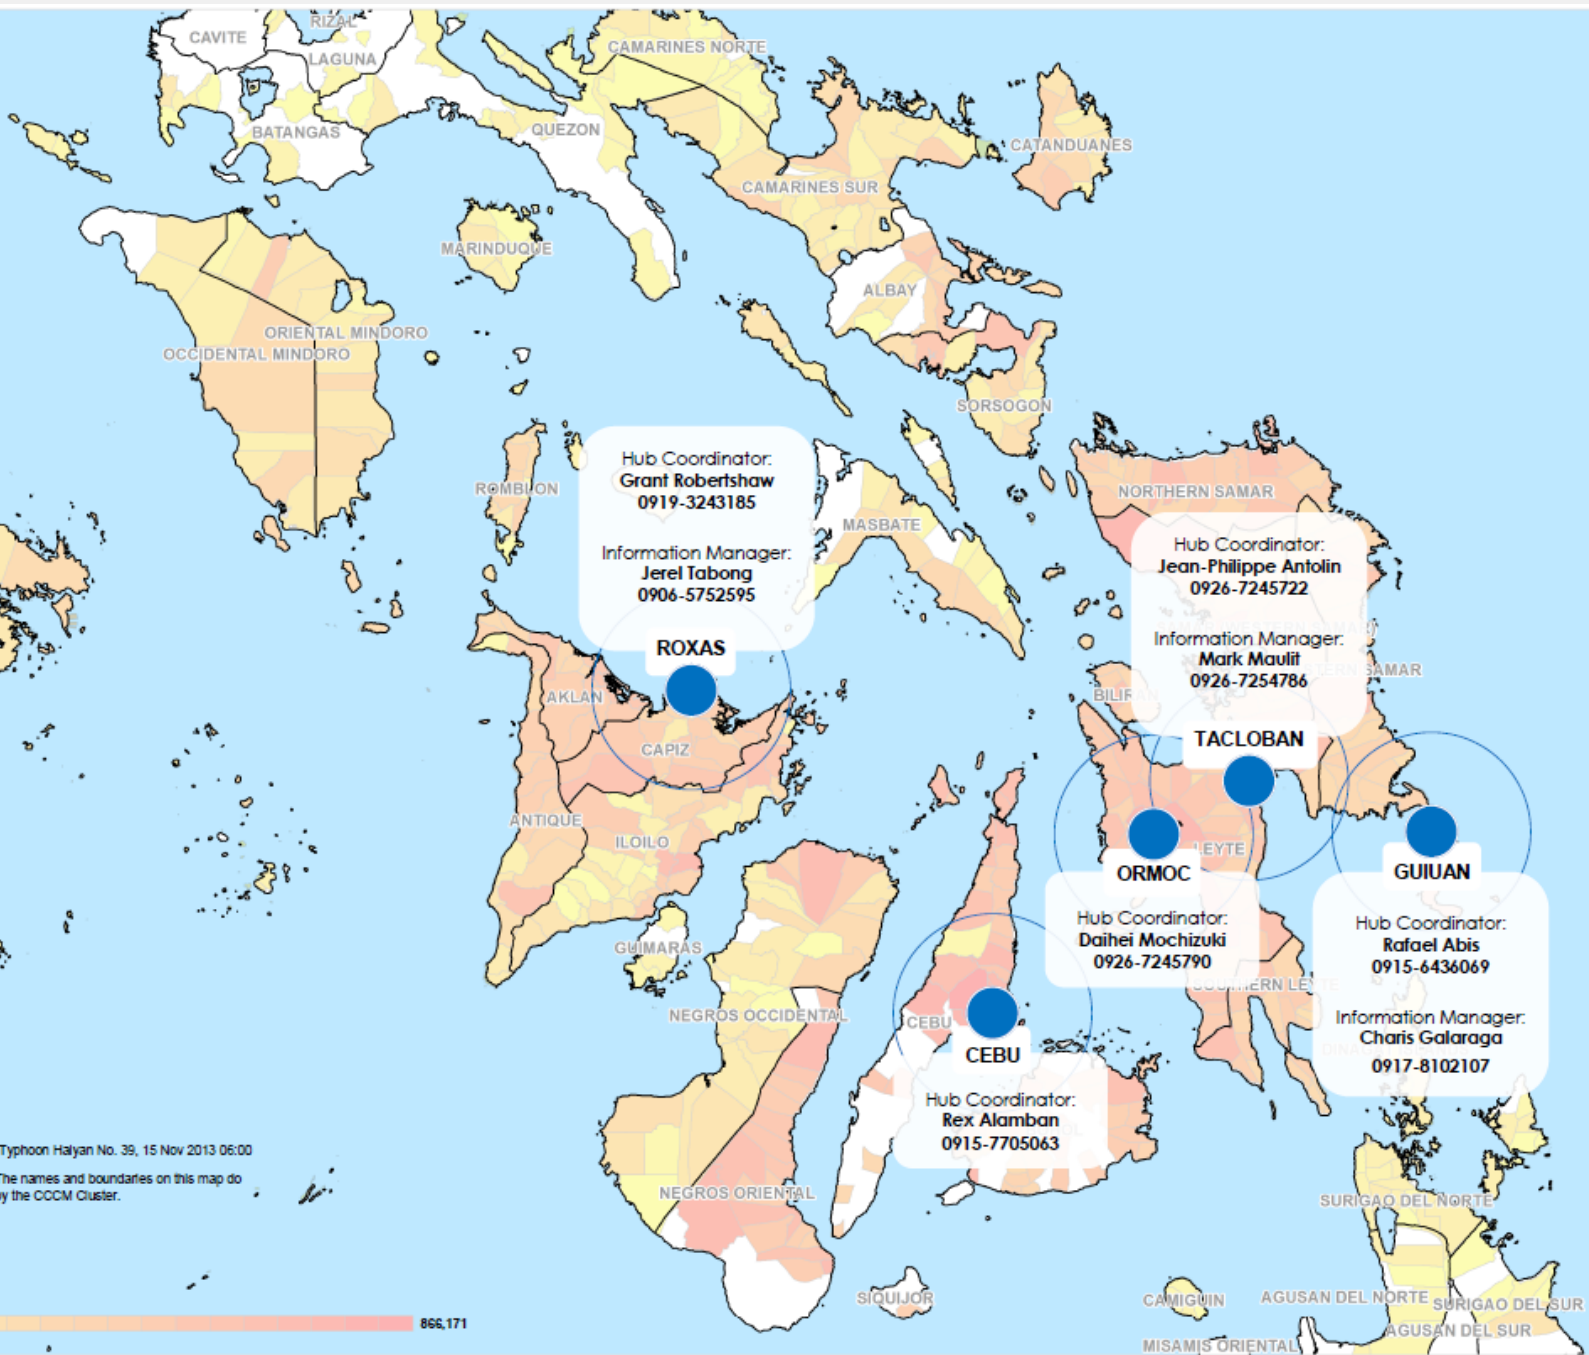 RIZAL
CAVITE
LAGUNA
CAMARINES NORTE
BATANGAS
QUEZON
CATANDUANES
CAMARINES SUR
MARINDUQUE
ALBAY
ORIENTAL MINDORO
OCCIDENTAL MINDORO
SORSOGON
ROMBLON
MASBATE
NORTHERN SAMAR
Hub Coordinator:
Grant Robertshaw
0919-3243185
Information Manager:
Jerel Tabong
0906-5752595
ROXAS
Hub Coordinator:
Jean-Philippe Antolin
0926-7245722
Information Manager:
Mark Maulit
0926-7254786
TACLOBAN
SAMAR
BILIRAN
AKLAN
CAPIZ
ANTIQUE
ILOILO
LEYTE
ORMOC
Hub Coordinator:
Daihei Mochizuki
0926-7245790
GUIUAN
Hub Coordinator:
Rafael Abis
0915-6436069
Information Manager:
Charis Galaraga
0917-8102107
GUIMARAS
SOUTHERN LEYTE
NEGROS OCCIDENTAL
CEBU
CEBU
Hub Coordinator:
Rex Alamban
0915-7705063
Typhoon Haiyan No. 39, 15 Nov 2013 06:00
The names and boundaries on this map do
by the CCCM Cluster.
NEGROS ORIENTAL
SURIGAO DEL NORTE
SIQUIJOR
CAMIGUIN
AGUSAN DEL NORTE
SURIGAO DEL SUR
866,171
AGUSAN DEL SUR
MISAMIS ORIENTAL